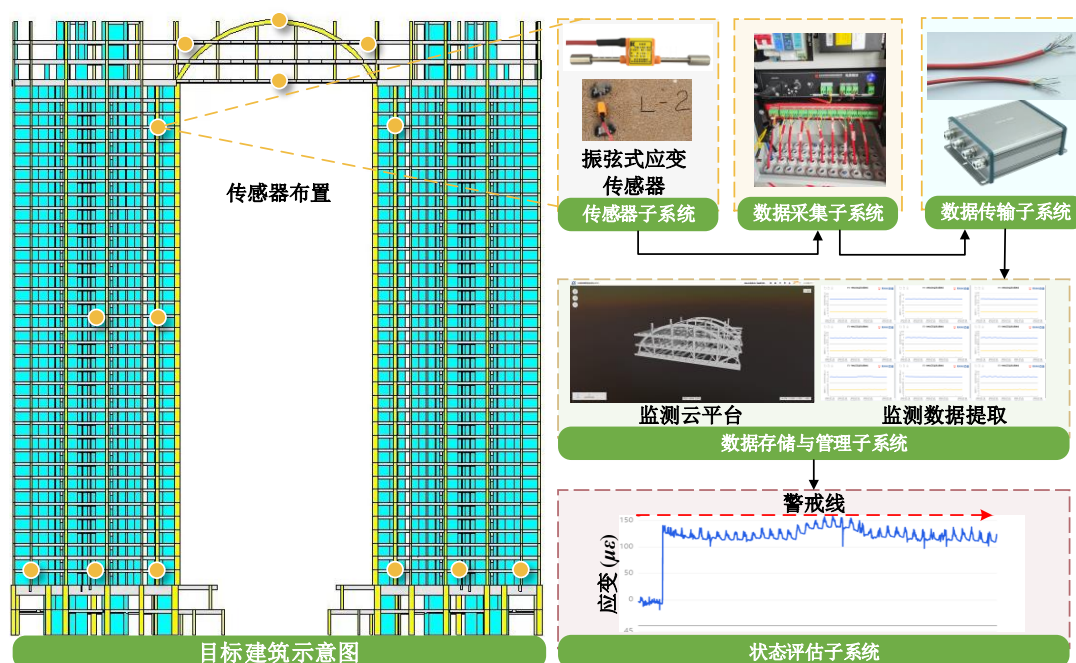 传感器布置
目标建筑示意图
L-2
振弦式应变
传感器
传感器子系统
数据采集子系统
数据传输子系统
监测云平台
监测数据提取
数据存储与管理子系统
警戒线
应变 (με)
150
100
50
0
45
状态评估子系统